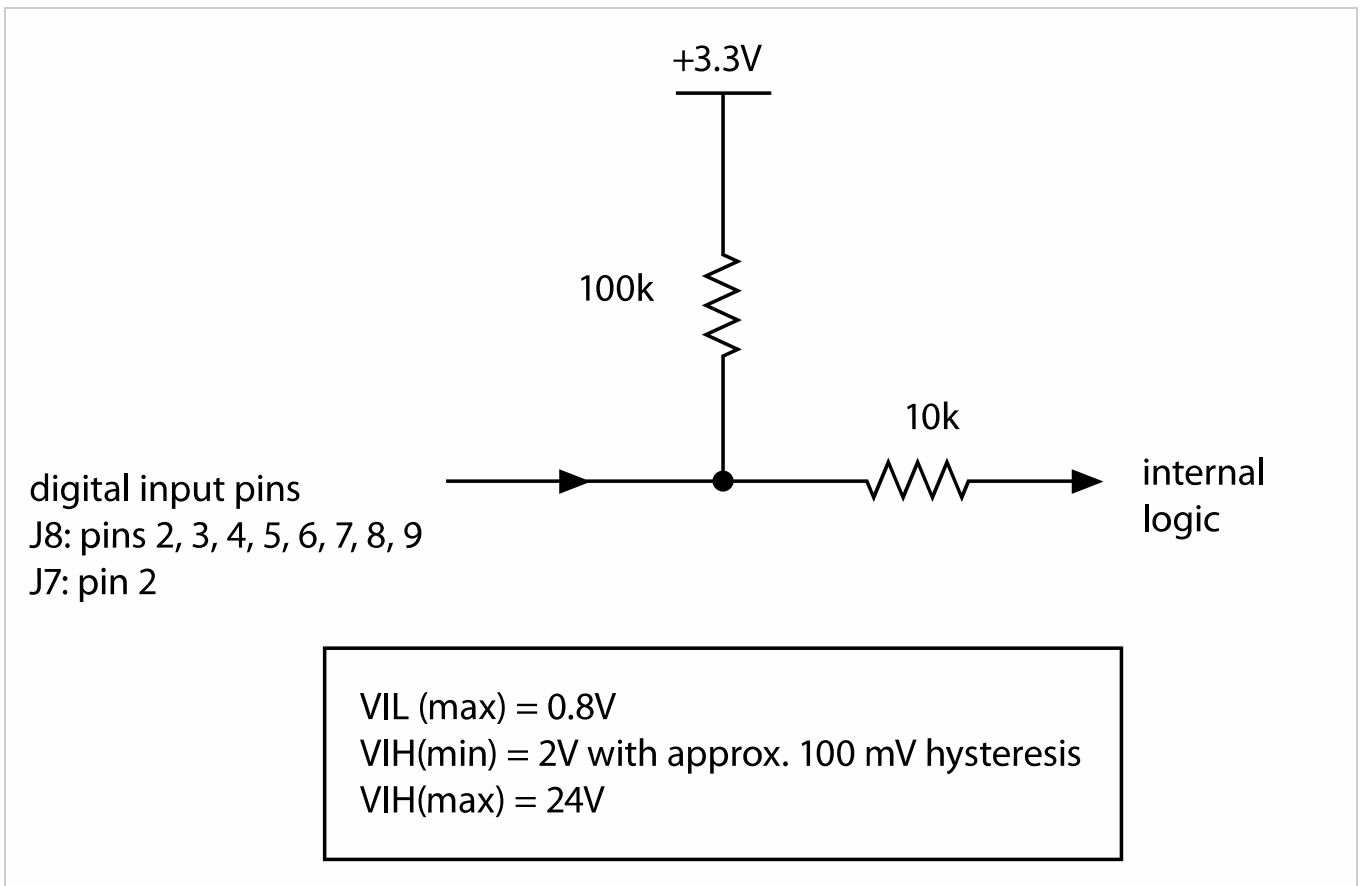 +3.3V
100k
10k
digital input pins
J8: pins 2, 3, 4, 5, 6, 7, 8, 9
J7: pin 2
internal
logic
VIL (max) = 0.8V
VIH(min) = 2V with approx. 100 mV hysteresis
VIH(max) = 24V